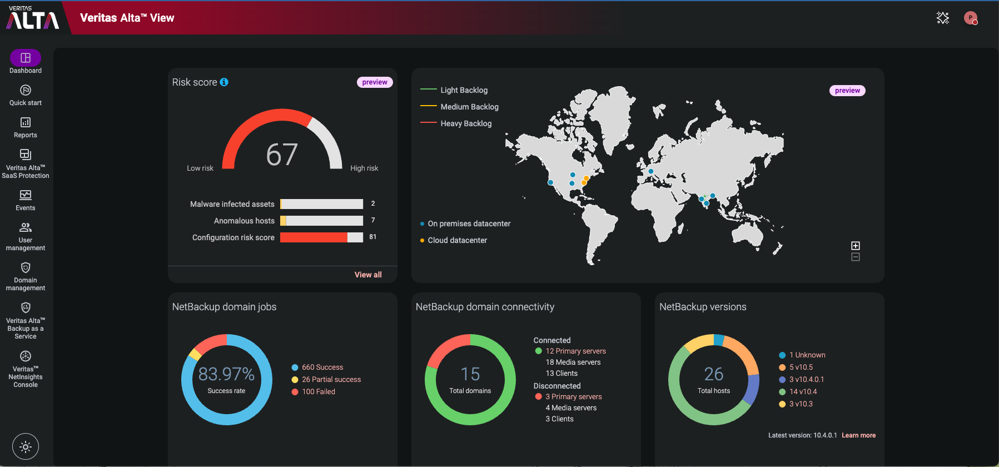 VERITAS
ALTA
Veritas Alta™ View
P
Dashboard
Quick start
Reports
Veritas Alta™
SaaS Protection
Events
User
management
Domain
management
Veritas Alta™
Backup as a
Service
Veritas™
NetInsights
Console
Risk score
preview
67
Low risk
High risk
Malware infected assets 2
Anomalous hosts 7
Configuration risk score 81
View all
Light Backlog
Medium Backlog
Heavy Backlog
preview
On premises datacenter
Cloud datacenter
NetBackup domain jobs
83.97%
Success rate
660 Success
26 Partial success
100 Failed
NetBackup domain connectivity
15
Total domains
Connected
12 Primary servers
18 Media servers
13 Clients
Disconnected
3 Primary servers
4 Media servers
3 Clients
NetBackup versions
26
Total hosts
1 Unknown
5 v10.5
3 v10.4.0.1
14 v10.4
3 v10.3
Latest version: 10.4.0.1 Learn more